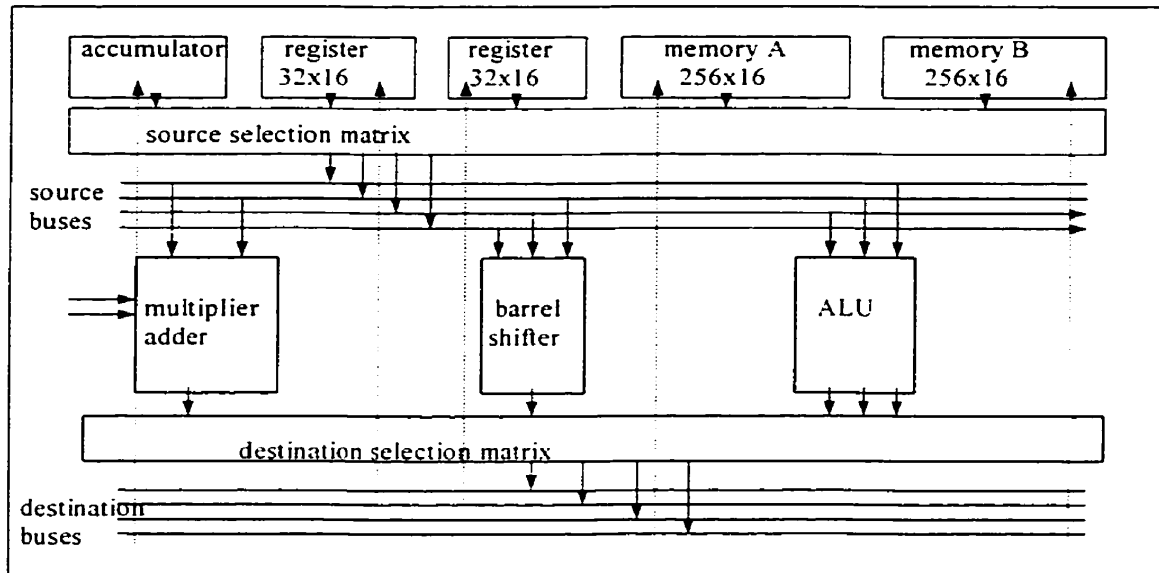 accumulator
register
32x16
register
32x16
memory A
256x16
memory B
256x16
source selection matrix
source
buses
multiplier
adder
barrel
shifter
ALU
destination selection matrix
destination
buses